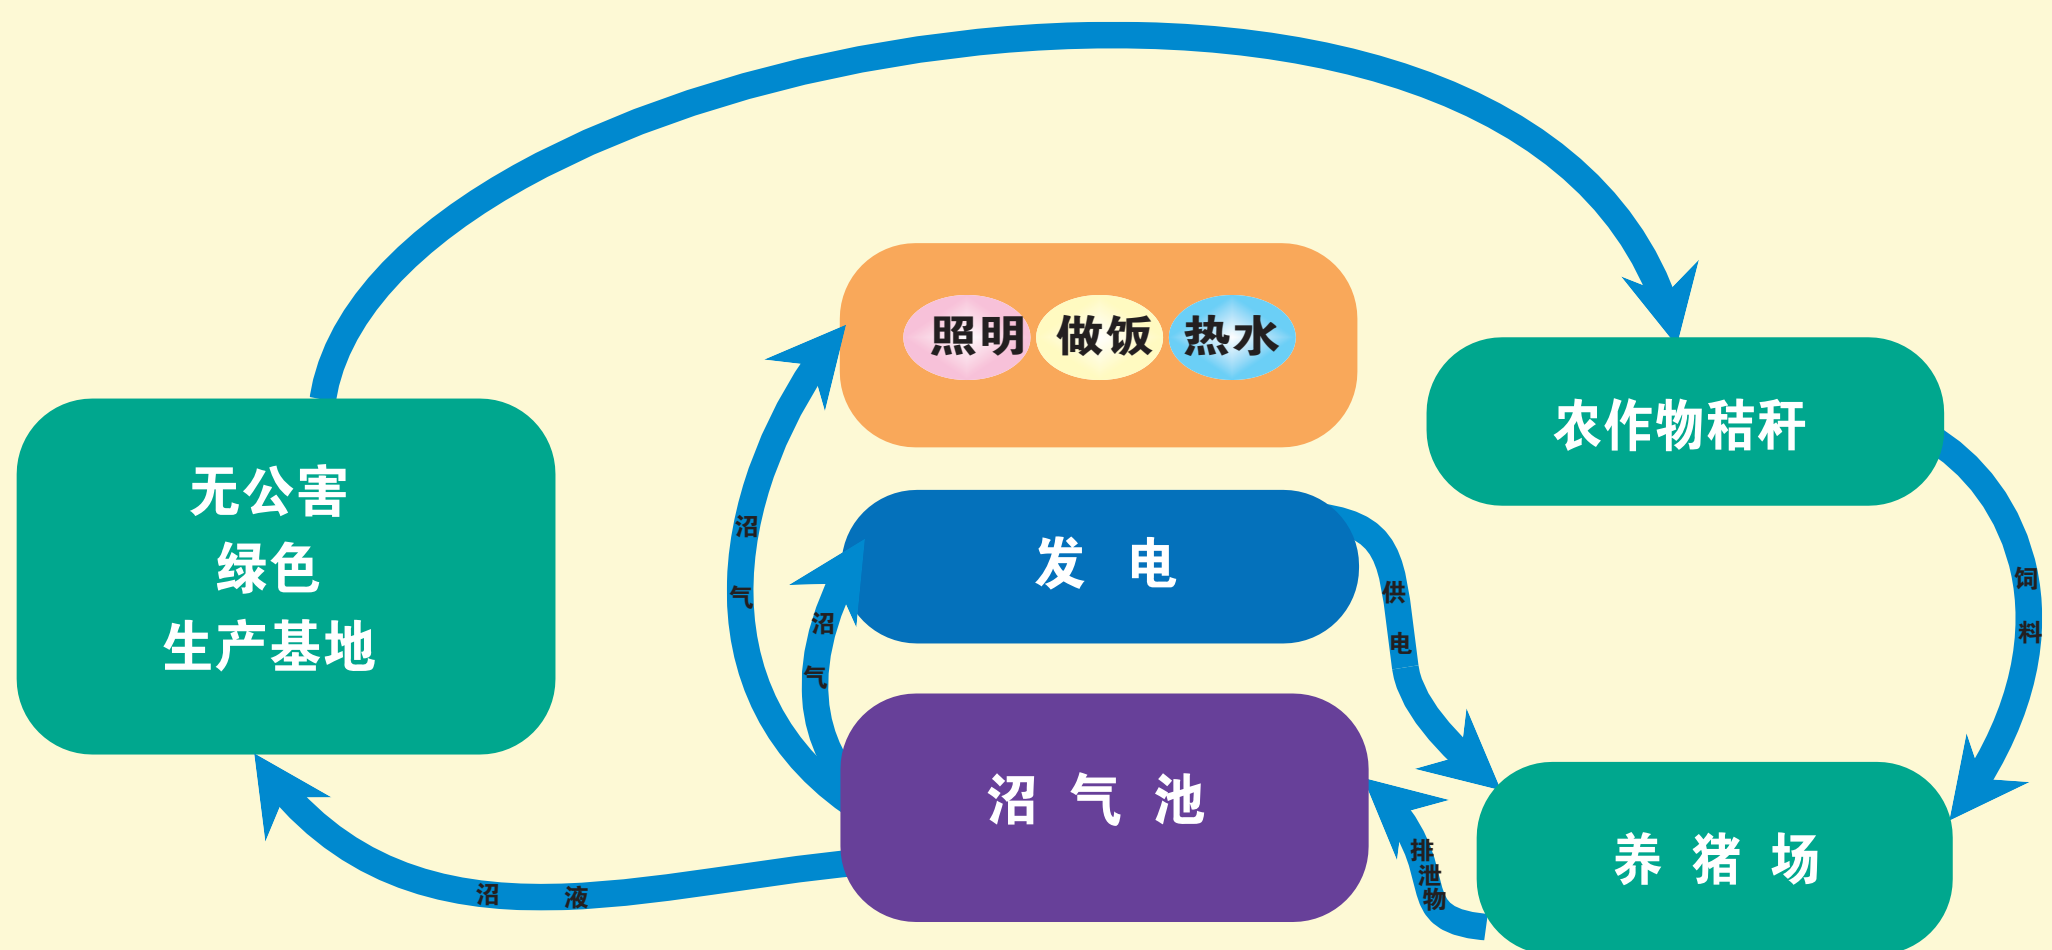 照明 做饭 热水
农作物秸秆
无公害
绿色
生产基地
发 电
沼气
沼气
供电
饲料
沼 气 池
养 猪 场
排泄物
沼 液